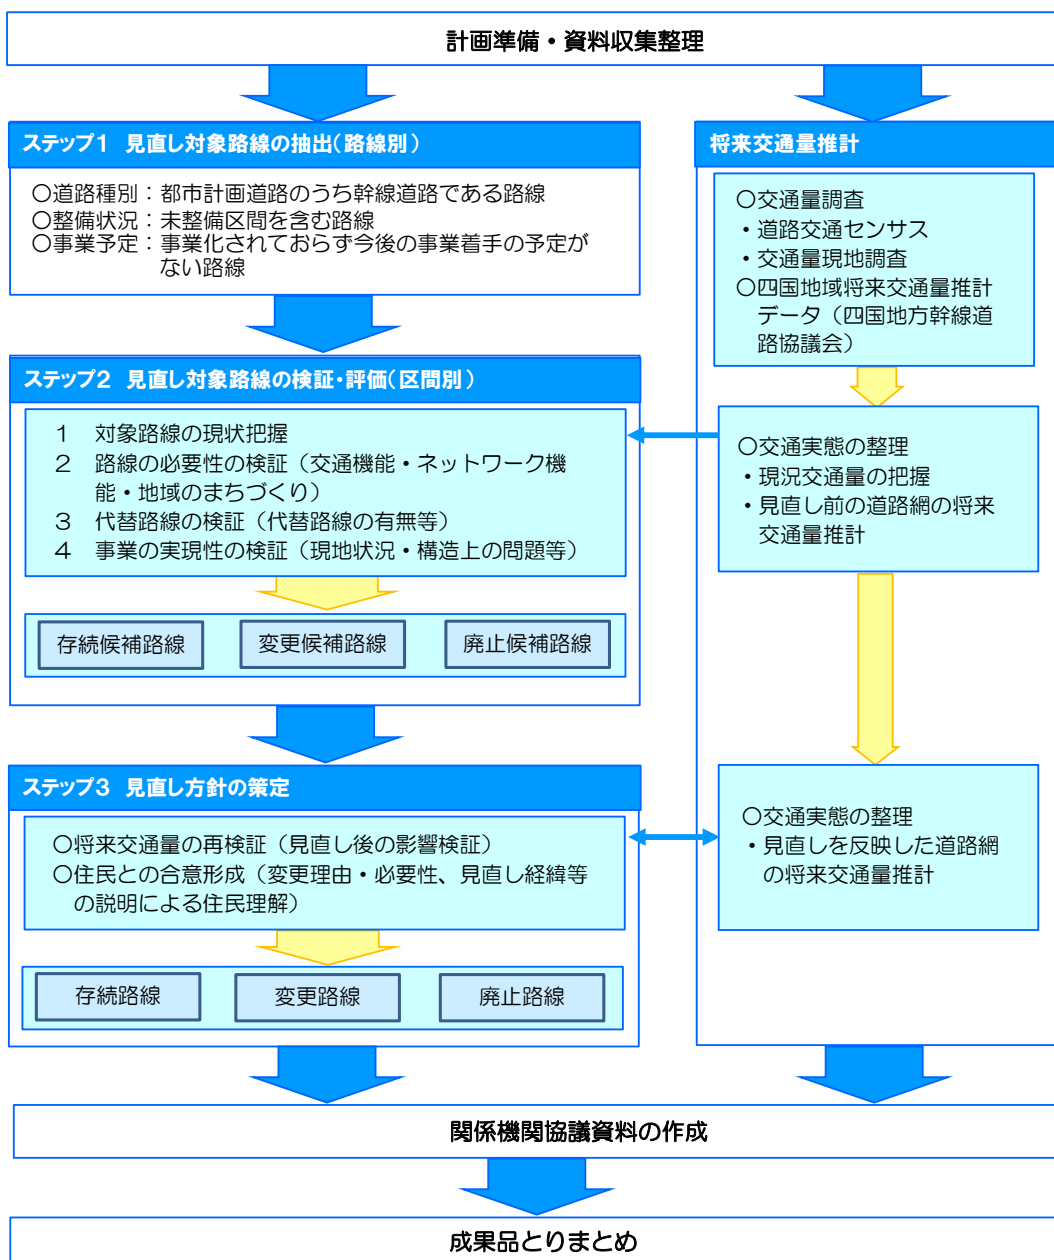 計画準備・資料収集整理
ステップ1 見直し対象路線の抽出(路線別)
○道路種別：都市計画道路のうち幹線道路である路線
○整備状況：未整備区間を含む路線
○事業予定：事業化されておらず今後の事業着手の予定が
ない路線
ステップ2 見直し対象路線の検証・評価(区間別)
1 対象路線の現状把握
2 路線の必要性の検証（交通機能・ネットワーク機
能・地域のまちづくり）
3 代替路線の検証（代替路線の有無等）
4 事業の実現性の検証（現地状況・構造上の問題等）
存続候補路線
変更候補路線
廃止候補路線
ステップ3 見直し方針の策定
○将来交通量の再検証（見直し後の影響検証）
○住民との合意形成（変更理由・必要性、見直し経緯等
の説明による住民理解）
存続路線
変更路線
廃止路線
将来交通量推計
○交通量調査
・道路交通センサス
・交通量現地調査
○四国地域将来交通量推計
データ（四国地方幹線道
路協議会）
○交通実態の整理
・現況交通量の把握
・見直し前の道路網の将来
交通量推計
○交通実態の整理
・見直しを反映した道路網
の将来交通量推計
関係機関協議資料の作成
成果品とりまとめ